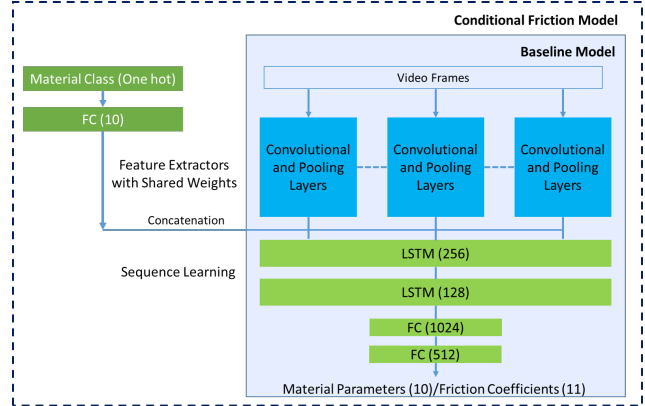 Conditional Friction Model
Baseline Model
Material Class (One hot)
FC (10)
Video Frames
Convolutional
and Pooling
Layers
Convolutional
and Pooling
Layers
Convolutional
and Pooling
Layers
Feature Extractors
with Shared Weights
Concatenation
Sequence Learning
LSTM (256)
LSTM (128)
FC (1024)
FC (512)
Material Parameters (10)/Friction Coefficients (11)